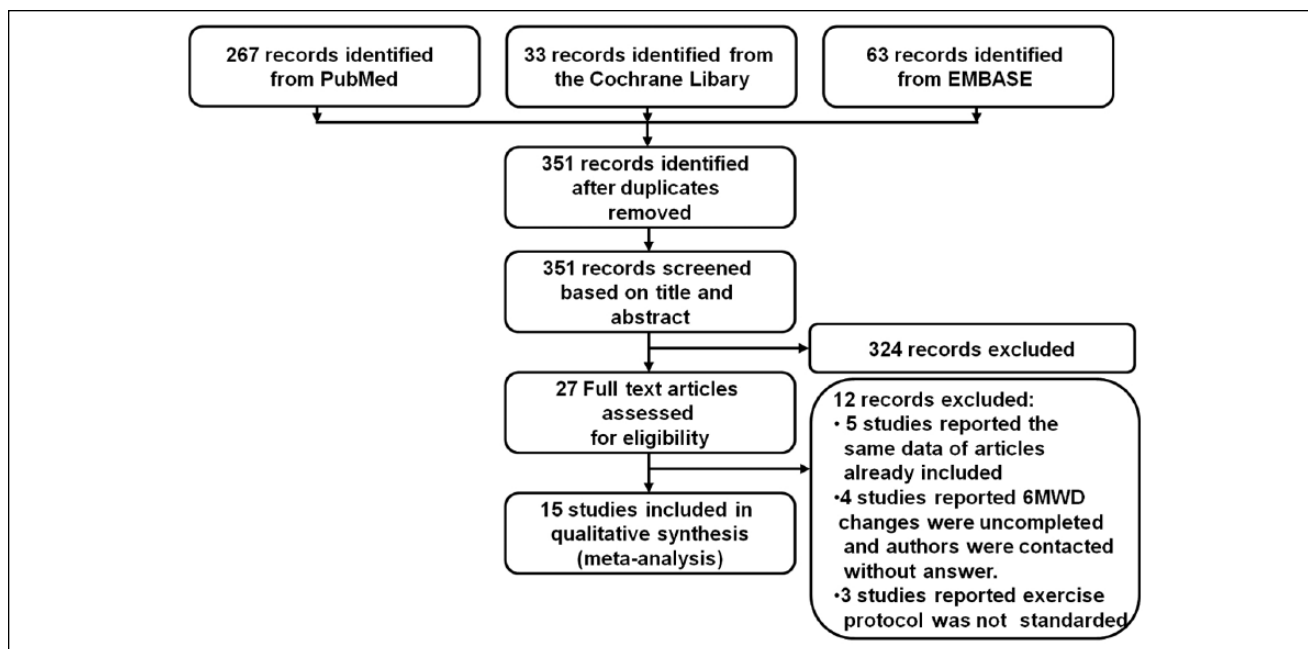 267 records identified
from PubMed
33 records identified from
the Cochrane Libary
63 records identified
from EMBASE
351 records identified
after duplicates
removed
351 records screened
based on title and
abstract
324 records excluded
27 Full text articles
assessed
for eligibility
12 records excluded:
• 5 studies reported the
same data of articles
already included
•4 studies reported 6MWD
changes were uncompleted
and authors were contacted
without answer.
•3 studies reported exercise
protocol was not standarded
15 studies included in
qualitative synthesis
(meta-analysis)